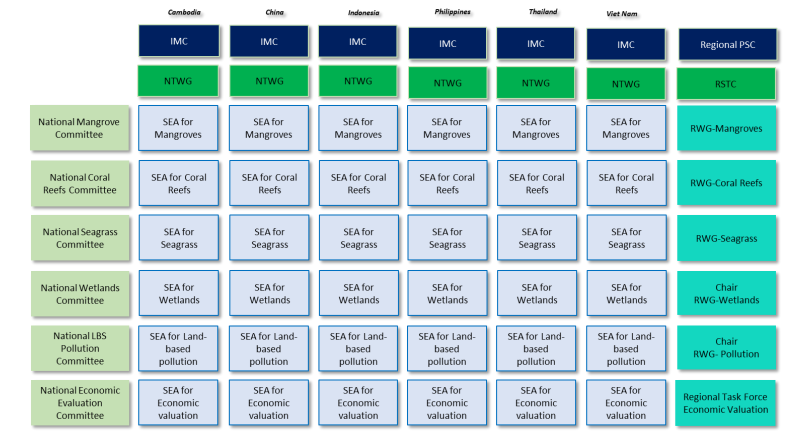 Cambodia China Indonesia Philippines Thailand Viet Nam
IMC IMC IMC IMC IMC IMC Regional PSC
NTWG NTWG NTWG NTWG NTWG NTWG RSTC
National Mangrove SEA for SEA for SEA for SEA for SEA for SEA for RWG-Mangroves
Committee Mangroves Mangroves Mangroves Mangroves Mangroves Mangroves
National Coral SEA for Coral SEA for Coral SEA for Coral SEA for Coral SEA for Coral SEA for Coral RWG-Coral Reefs
Reefs Committee Reefs Reefs Reefs Reefs Reefs Reefs
National Seagrass SEA for SEA for SEA for SEA for SEA for SEA for RWG-Seagrass
Committee Seagrass Seagrass Seagrass Seagrass Seagrass Seagrass
National Wetlands SEA for SEA for SEA for SEA for SEA for SEA for Chair
Committee Wetlands Wetlands Wetlands Wetlands Wetlands Wetlands RWG-Wetlands
National LBS SEA for Land- SEA for Land- SEA for Land- SEA for Land- SEA for Land- SEA for Land- Chair
Pollution based based based based based based RWG- Pollution
Committee pollution pollution pollution pollution pollution pollution
National Economic SEA for SEA for SEA for SEA for SEA for SEA for Regional Task Force
Evaluation Economic Economic Economic Economic Economic Economic Economic Valuation
Committee valuation valuation valuation valuation valuation valuation